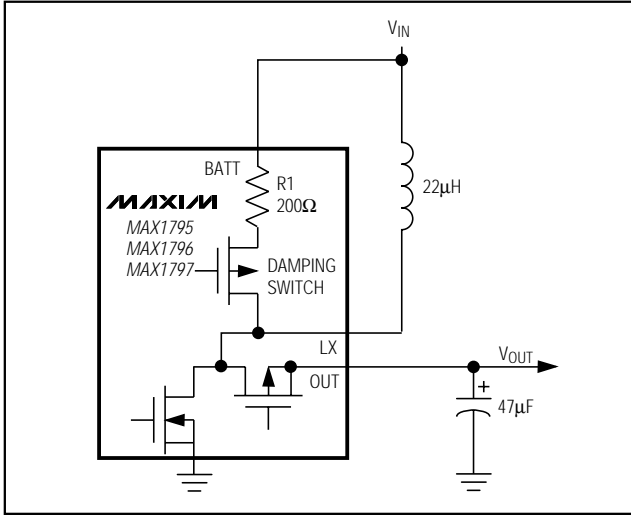 VIN
BATT
R1
200Ω
22μH
MAXIM
MAX1795
MAX1796
MAX1797
DAMPING
SWITCH
LX
OUT
VOUT
+
47μF